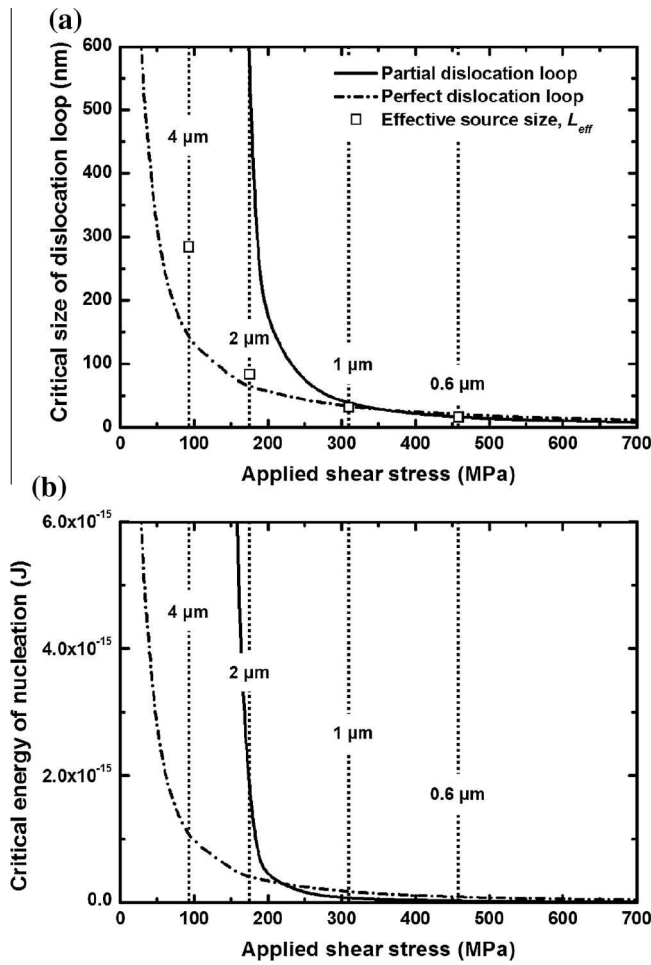 (a)
600
500
400
300
200
100
0
Critical size of dislocation loop (nm)
Partial dislocation loop
Perfect dislocation loop
Effective source size, Leff
4 μm
2 μm
1 μm
0.6 μm
0 100 200 300 400 500 600 700
Applied shear stress (MPa)
(b)
6.0x10-15
4.0x10-15
2.0x10-15
0.0
Critical energy of nucleation (J)
4 μm
2 μm
1 μm
0.6 μm
0 100 200 300 400 500 600 700
Applied shear stress (MPa)